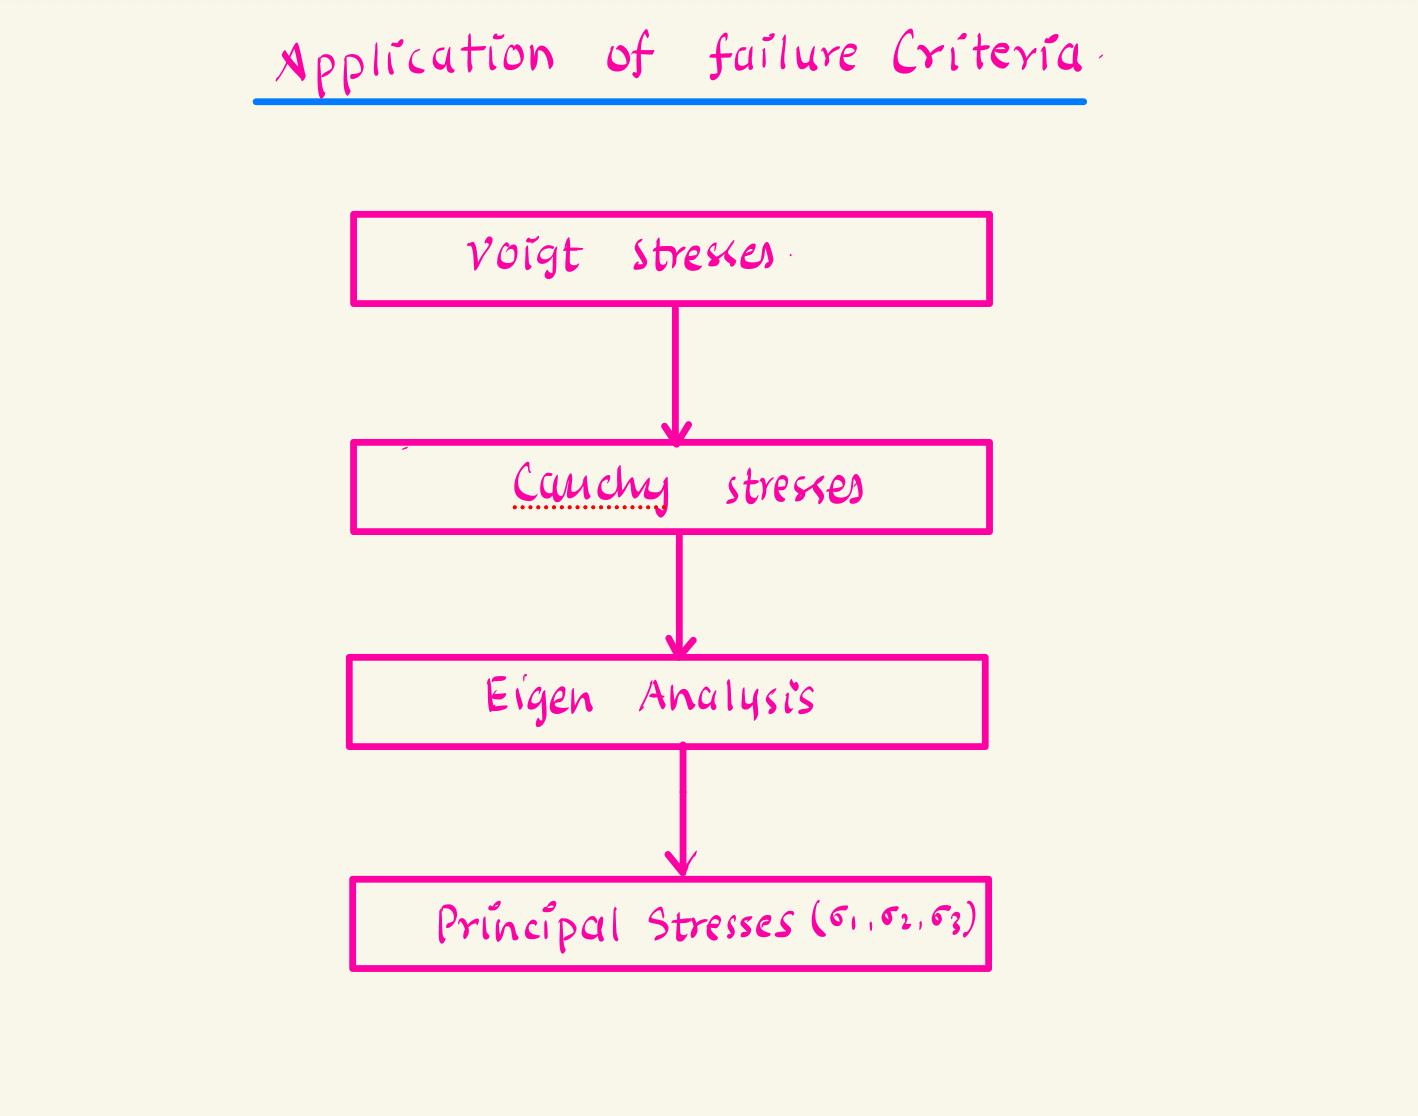 Application of failure Criteria.
Voigt stresses.
Cauchy stresses
Eigen Analysis
Principal Stresses (σ1, σ2, σ3)